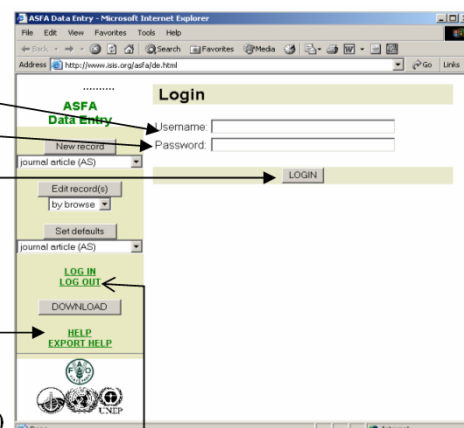 ASFA Data Entry - Microsoft Internet Explorer
File Edit View Favorites Tools Help
Back Search Favorites Media
Address http://www.isis.org/asfa/de.html Go Links
..........
ASFA
Data Entry
New record
journal article (AS)
Edit record(s)
by browse
Set defaults
journal article (AS)
LOG IN
LOG OUT
DOWNLOAD
HELP
EXPORT HELP
UNEP
Login
Username:
Password:
LOGIN
)